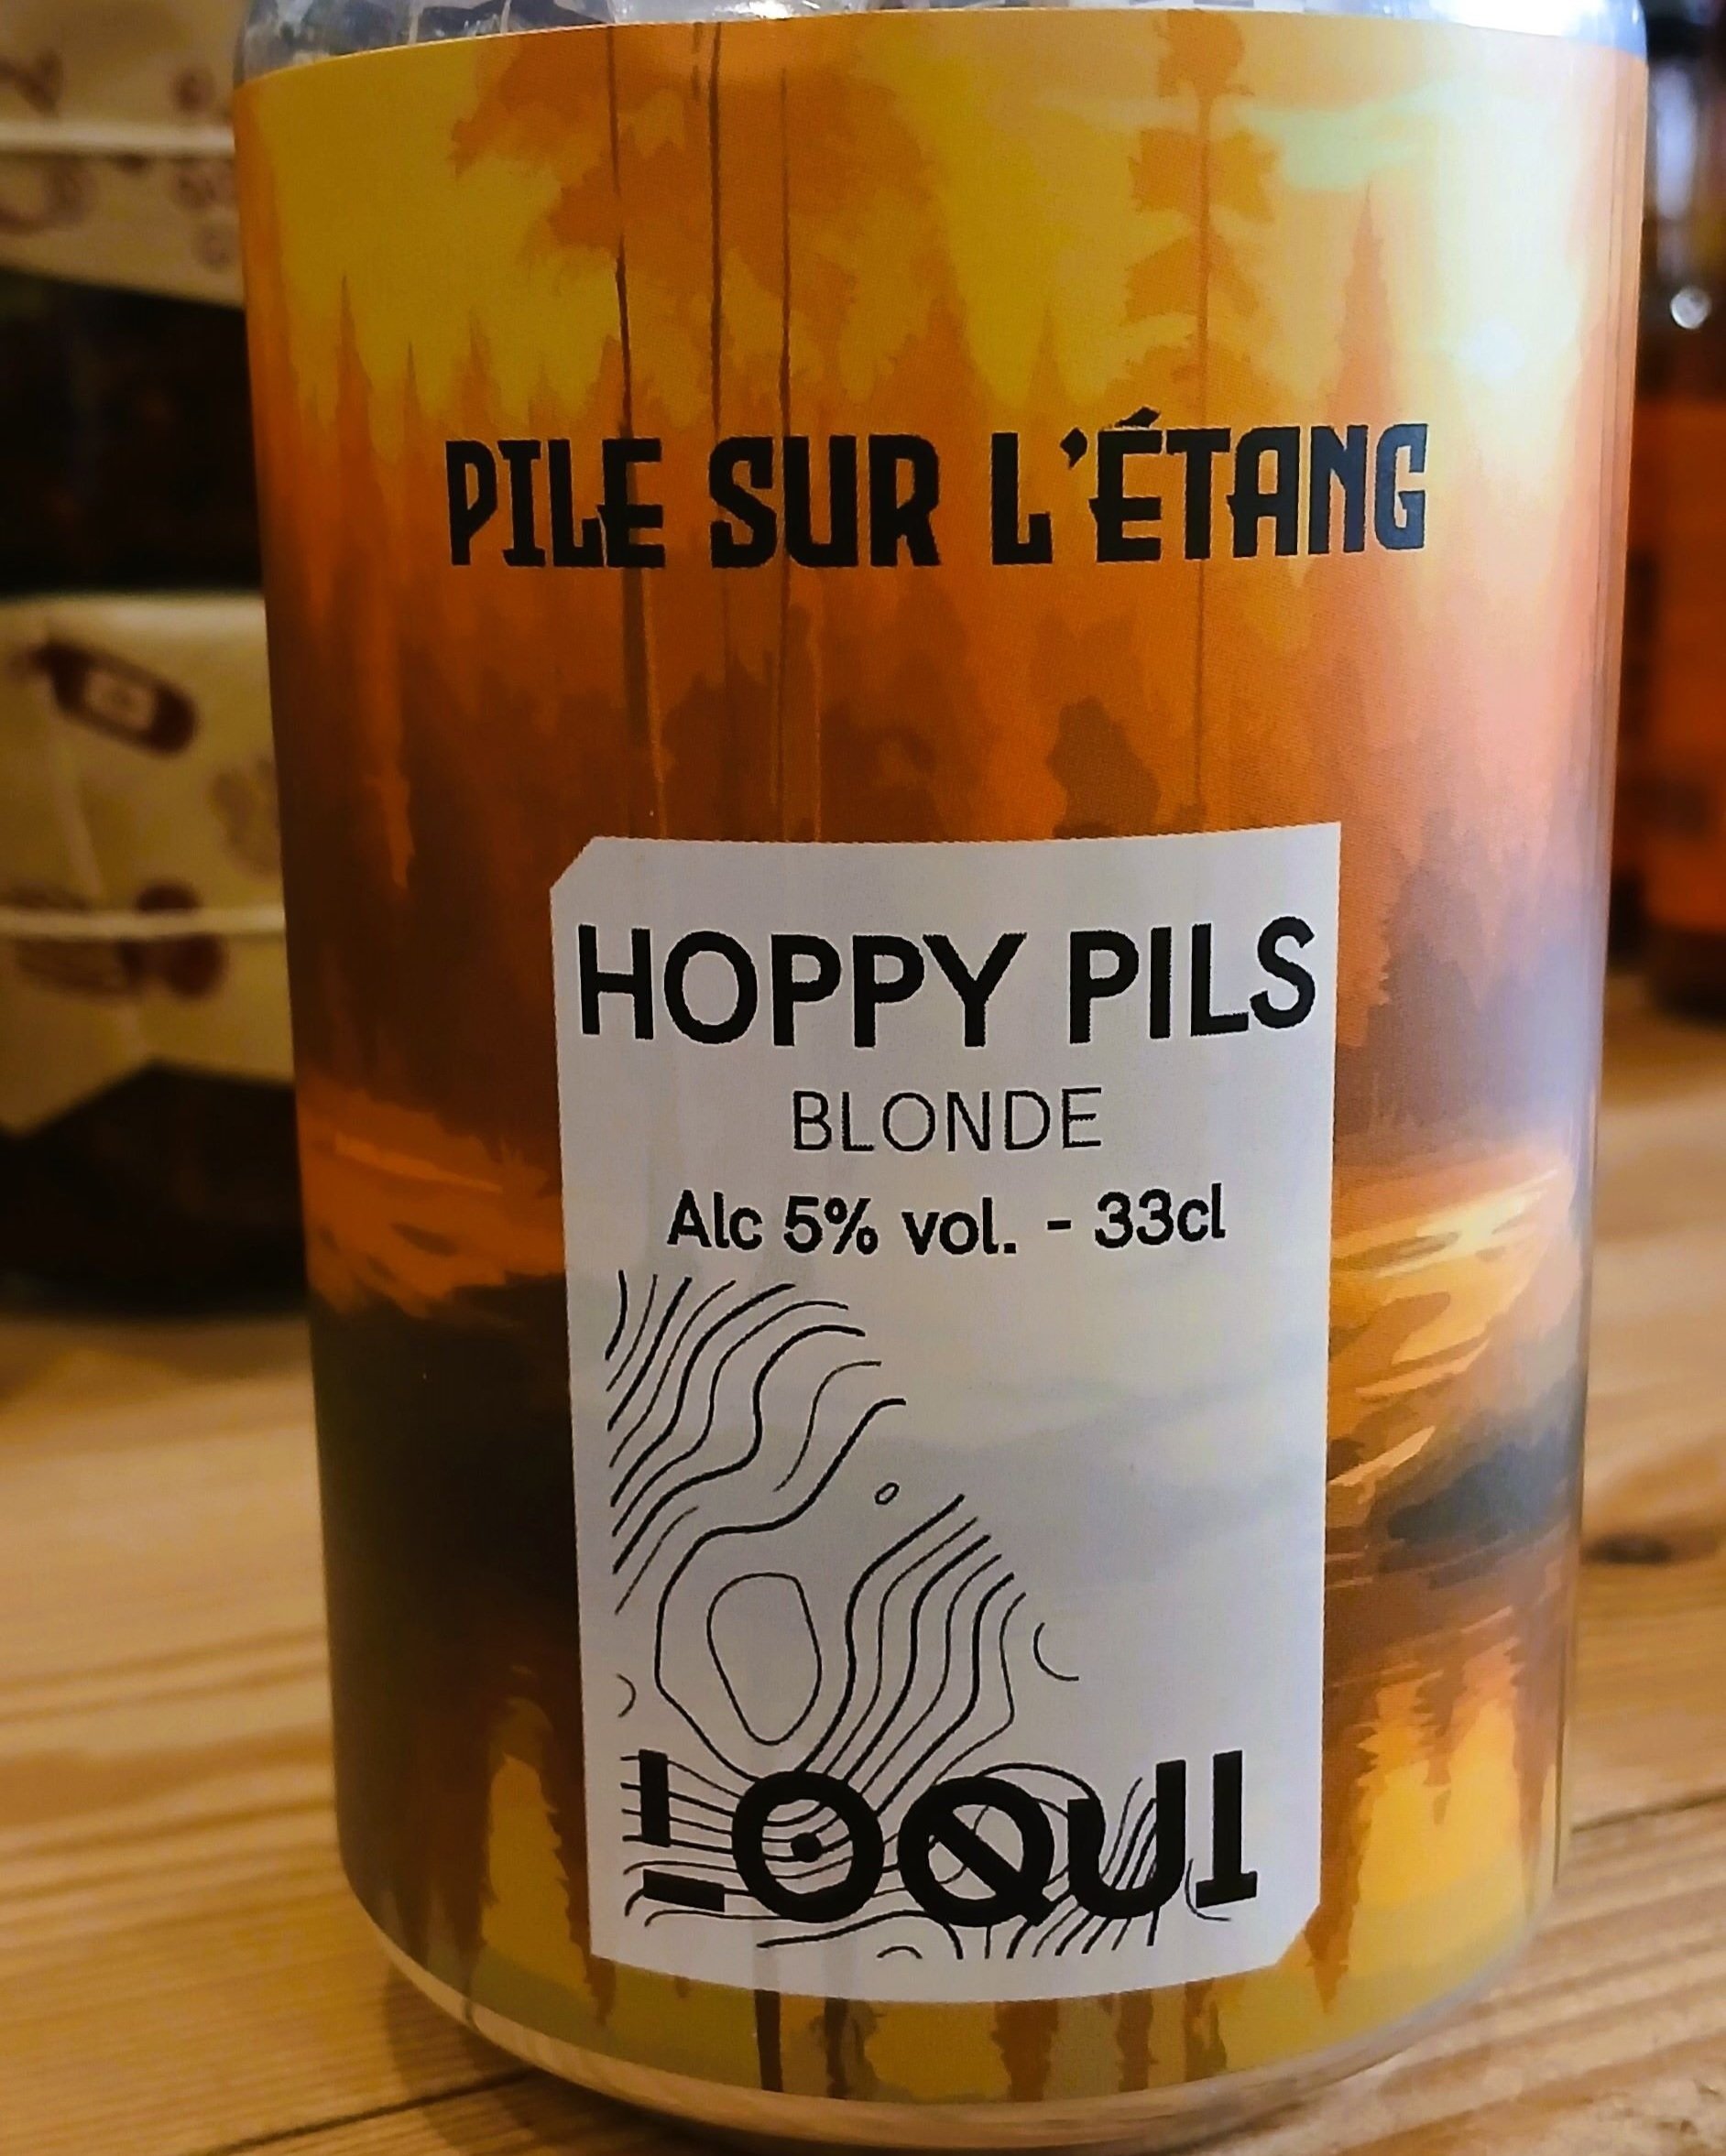 PILE SUR L'ÉTANG
HOPPY PILS
BLONDE
Alc 5% vol. - 33cl
LOQUI